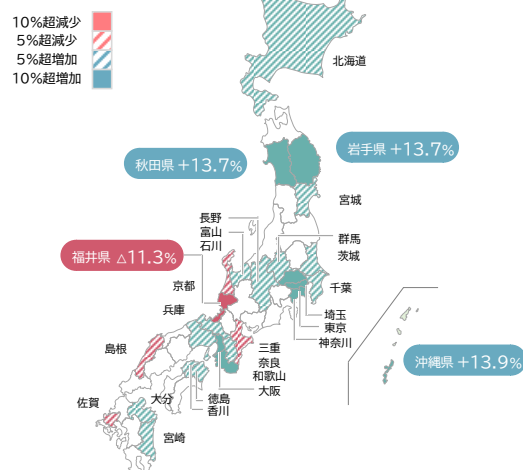 10%超減少
5%超減少
5%超増加
10%超増加
北海道
秋田県 +13.7%
岩手県 +13.7%
宮城
長野
富山
石川
群馬
茨城
福井県 △11.3%
京都
千葉
兵庫
埼玉
東京
神奈川
島根
三重
奈良
和歌山
大阪
沖縄県 +13.9%
佐賀
大分
徳島
香川
宮崎